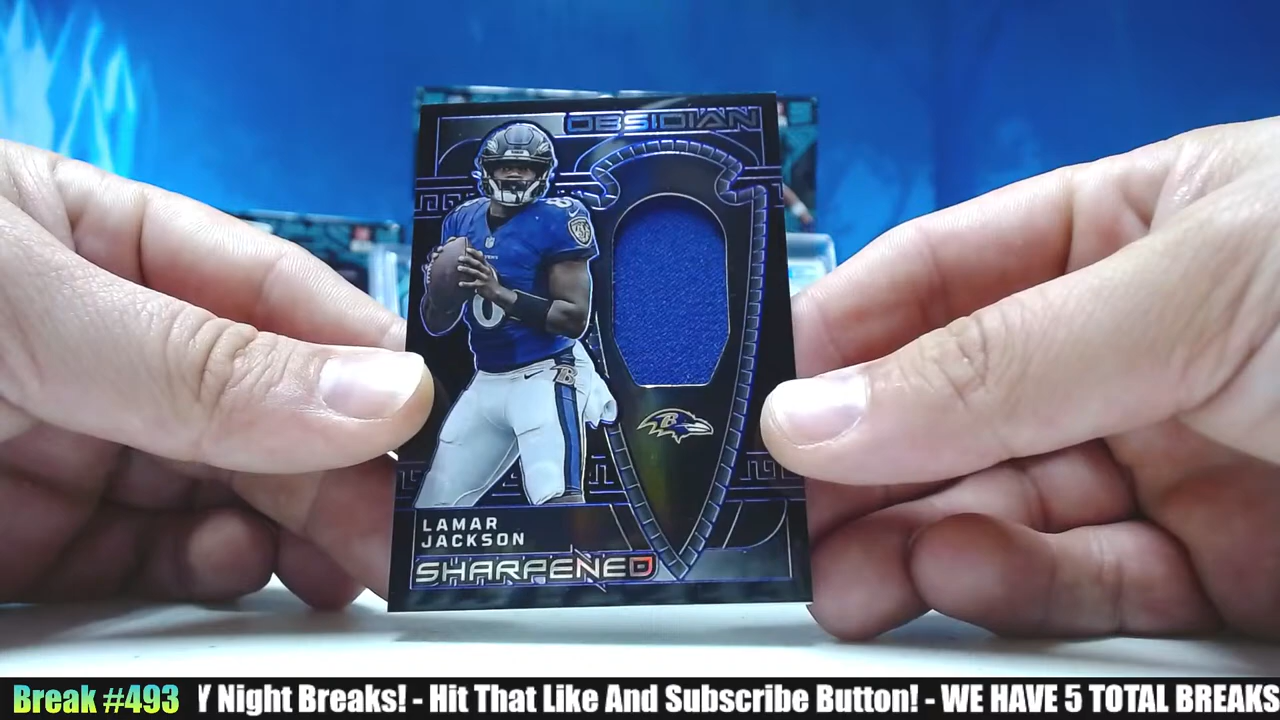 OBSIDIAN
8
LAMAR
JACKSON
SHARPENED
Break #493 Y Night Breaks! - Hit That Like And Subscribe Button! - WE HAVE 5 TOTAL BREAKS